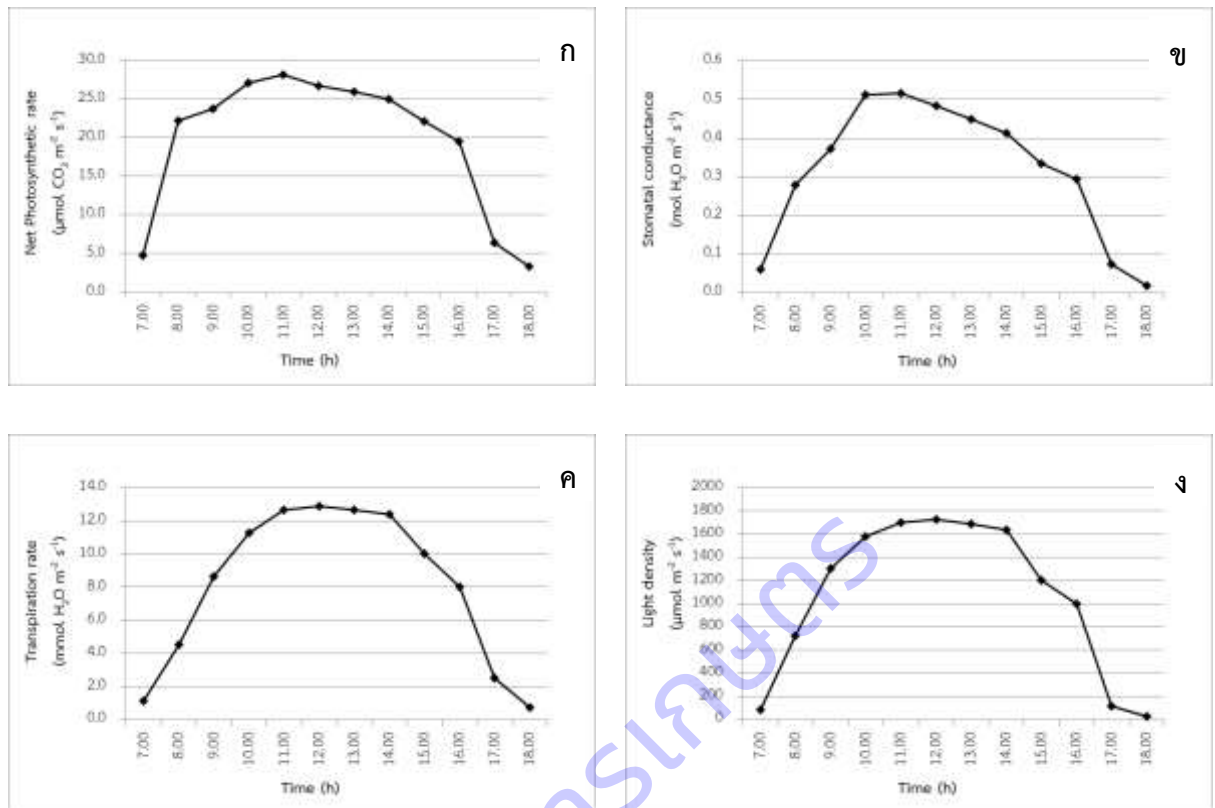 ก
30.0
25.0
20.0
15.0
10.0
5.0
0.0
Net Photosynthetic rate
(µmol CO₂ m⁻² s⁻¹)
7.00 8.00 9.00 10.00 11.00 12.00 13.00 14.00 15.00 16.00 17.00 18.00
Time (h)
ข
0.6
0.5
0.4
0.3
0.2
0.1
0.0
Stomatal conductance
(mol H₂O m⁻² s⁻¹)
7.00 8.00 9.00 10.00 11.00 12.00 13.00 14.00 15.00 16.00 17.00 18.00
Time (h)
ค
14.0
12.0
10.0
8.0
6.0
4.0
2.0
0.0
Transpiration rate
(mmol H₂O m⁻² s⁻¹)
7.00 8.00 9.00 10.00 11.00 12.00 13.00 14.00 15.00 16.00 17.00 18.00
Time (h)
ง
2000
1800
1600
1400
1200
1000
800
600
400
200
0
Light density
(µmol m⁻² s⁻¹)
7.00 8.00 9.00 10.00 11.00 12.00 13.00 14.00 15.00 16.00 17.00 18.00
Time (h)